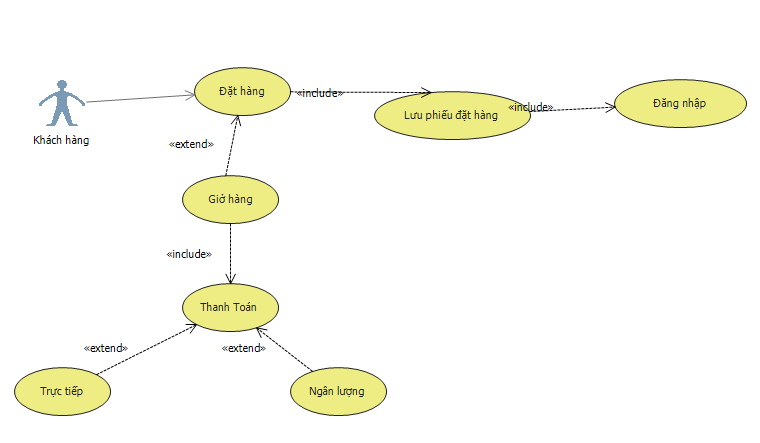 Đặt hàng
«include»
Lưu phiếu đặt hàng
«include»
Đăng nhập
Khách hàng
«extend»
Giở hàng
«include»
Thanh Toán
«extend»
«extend»
Trực tiếp
Ngân lượng